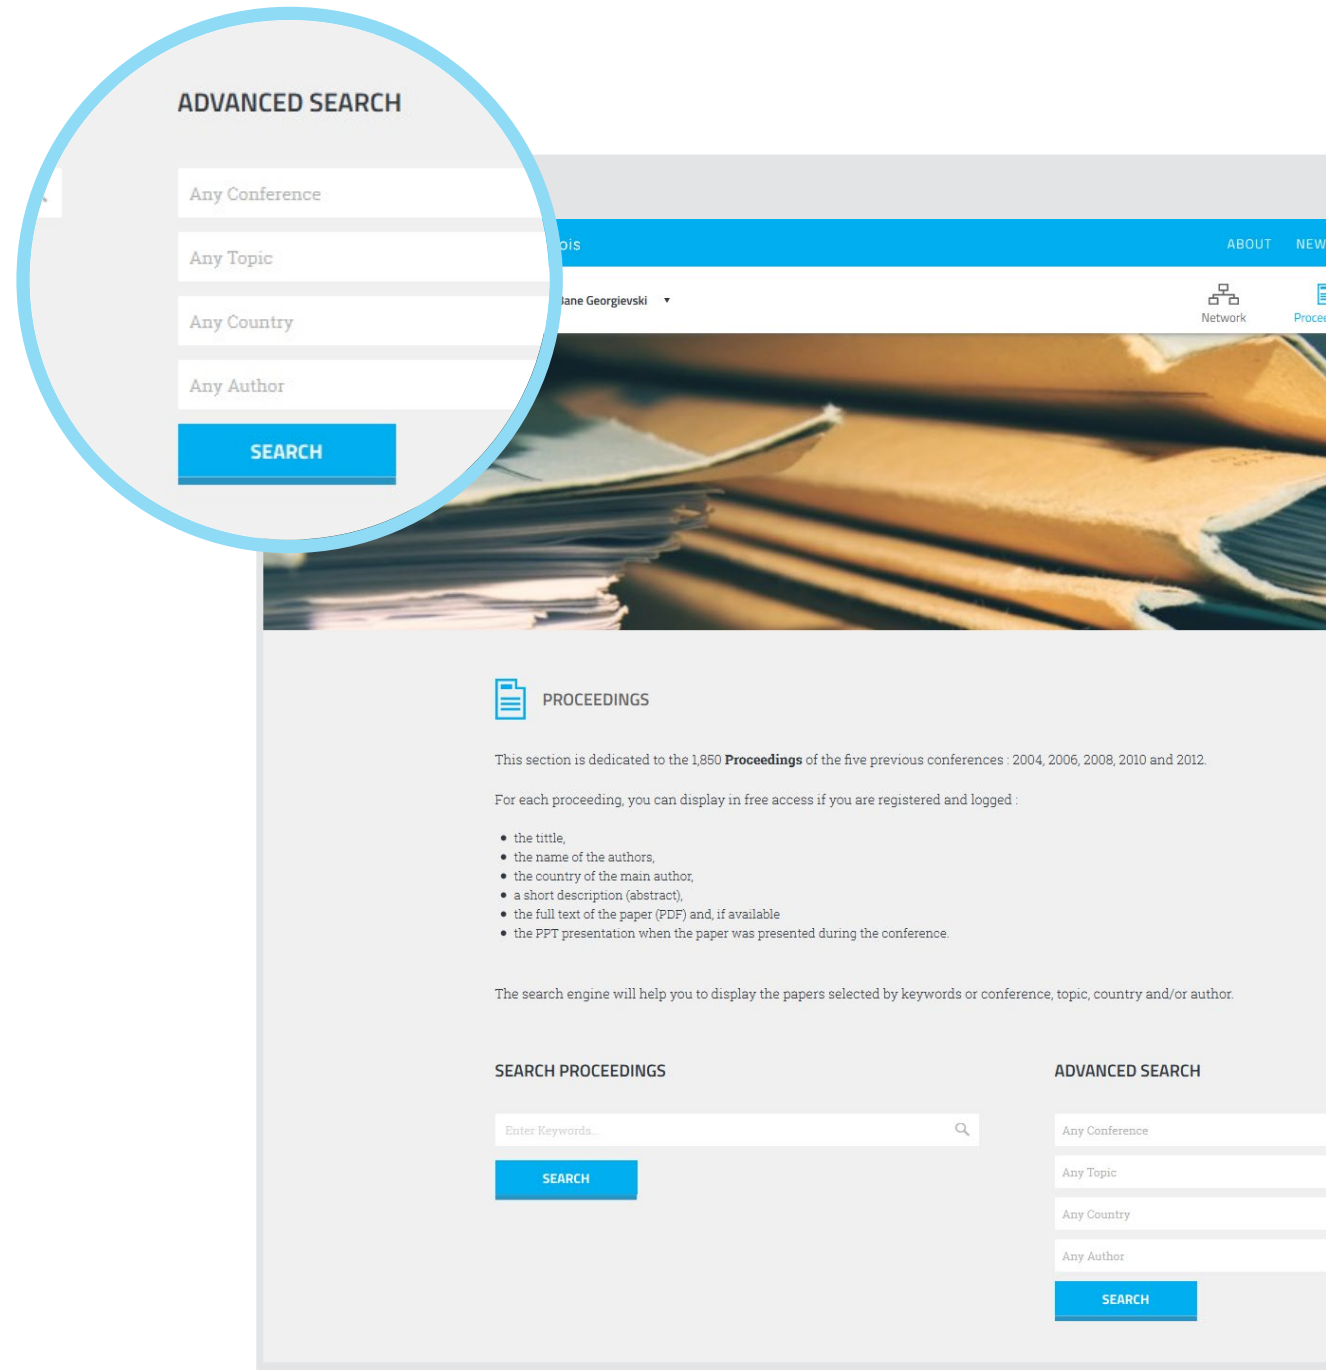 ADVANCED SEARCH
Any Conference
Any Topic
Any Country
Any Author
SEARCH
ABOUT
Georgievski
Network
PROCEEDINGS
This section is dedicated to the 1,850 Proceedings of the five previous conferences : 2004, 2006, 2008, 2010 and 2012.
For each proceeding, you can display in free access if you are registered and logged :
• the tittle,
• the name of the authors,
• the country of the main author,
• a short description (abstract),
• the full text of the paper (PDF) and, if available
• the PPT presentation when the paper was presented during the conference.
The search engine will help you to display the papers selected by keywords or conference, topic, country and/or author.
SEARCH PROCEEDINGS
Enter Keywords...
SEARCH
ADVANCED SEARCH
Any Conference
Any Topic
Any Country
Any Author
SEARCH